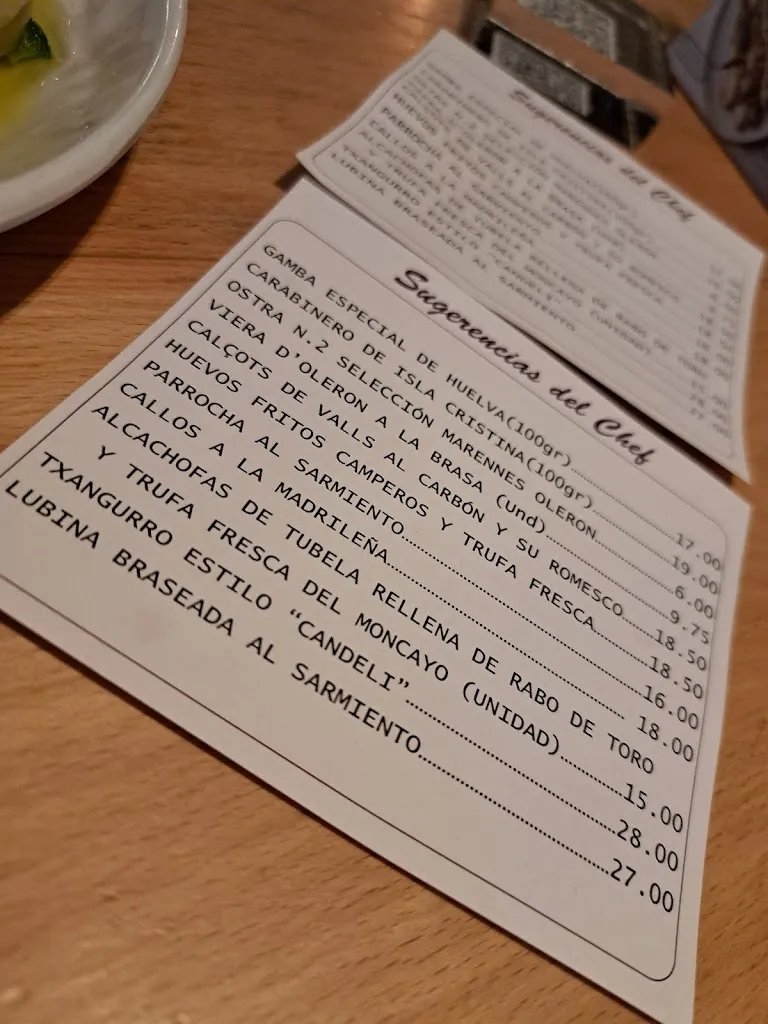 Sugerencias del Chef
GAMBA ESPECIAL DE HUELVA(100gr)..........17.00
CARABINERO DE ISLA CRISTINA(100gr)..........19.00
OSTRA N.2 SELECCIÓN MARENNES OLERON..........6.00
VIERA D'OLERON A LA BRASA (und)..........9.75
CALÇOTS DE VALLS AL CARBÓN Y SU ROMESCO.....18.50
HUEVOS FRITOS CAMPEROS Y TRUFA FRESCA.......18.50
PARROCHA AL SARMIENTO..........16.00
CALLOS A LA MADRILEÑA..........18.00
ALCACHOFAS DE TUBELA RELLENA DE RABO DE TORO
Y TRUFA FRESCA DEL MONCAYO (UNIDAD)..........15.00
TXANGURRO ESTILO “CANDELI”..........28.00
LUBINA BRASEADA AL SARMIENTO..........27.00
Sugerencias del Chef